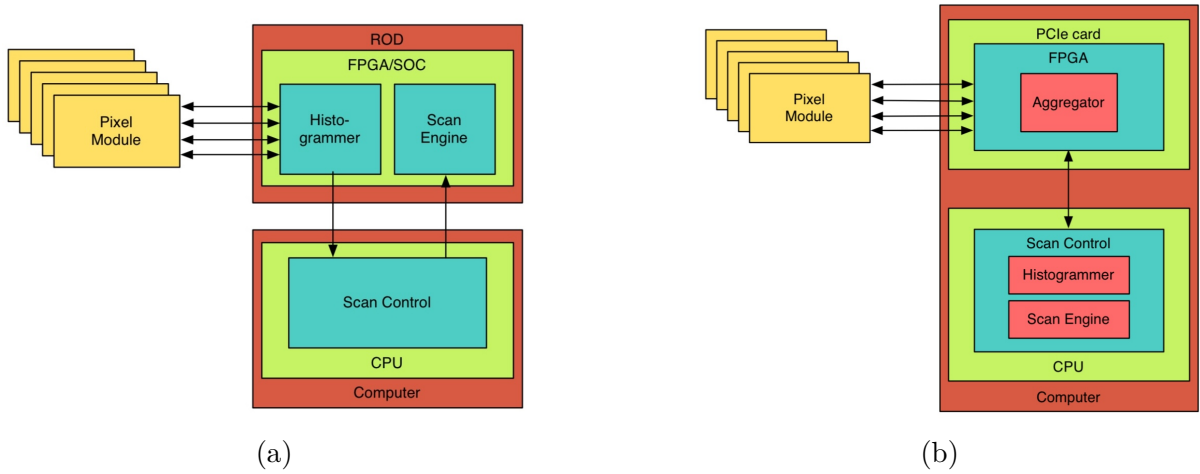 ROD
FPGA/SOC
Pixel
Module
Histo-
grammer
Scan
Engine
Scan Control
CPU
Computer
(a)
PCIe card
FPGA
Pixel
Module
Aggregator
Scan Control
Histogrammer
Scan Engine
CPU
Computer
(b)